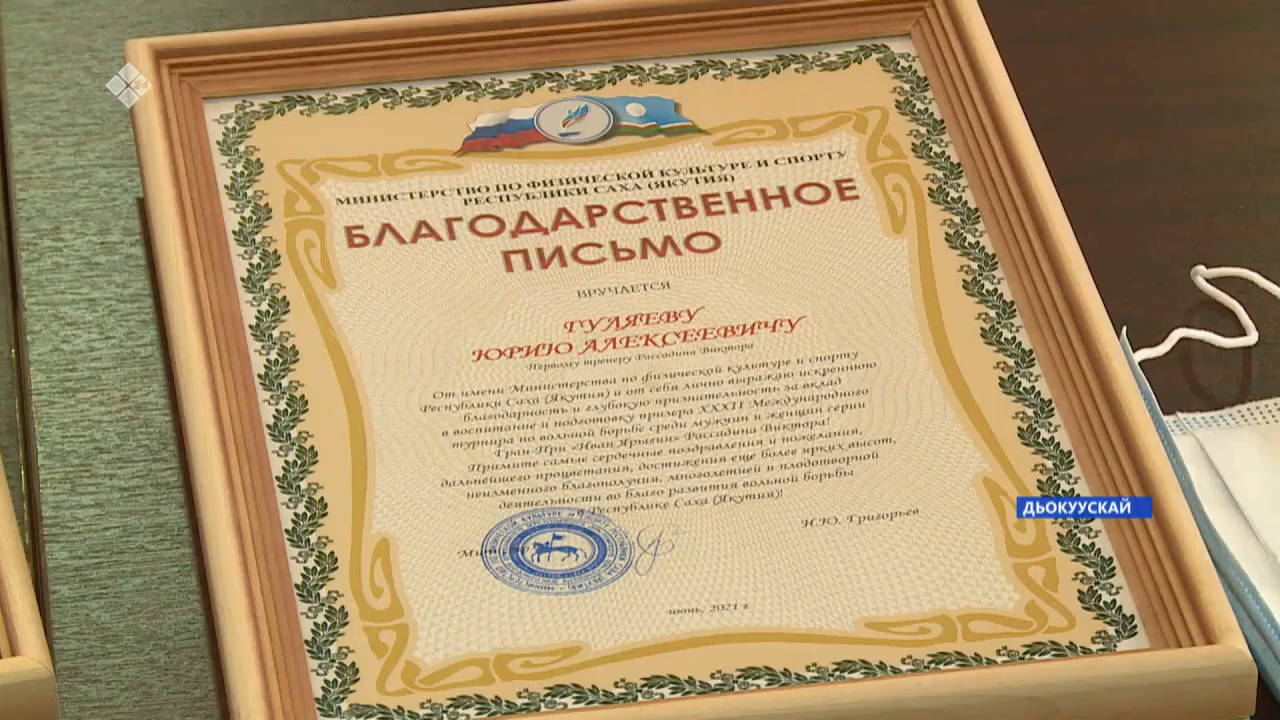 МИНИСТЕРСТВО ПО ФИЗИЧЕСКОЙ КУЛЬТУРЕ И СПОРТУ
РЕСПУБЛИКИ САХА (ЯКУТИЯ)
БЛАГОДАРСТВЕННОЕ
ПИСЬМО
ВРУЧАЕТСЯ
ГУЛЯЕВУ
ЮРИЮ АЛЕКСЕЕВИЧУ
Первому тренеру Рассадина Виктора
От имени Министерства по физической культуре и спорту
Республики Саха (Якутия) и от себя лично выражаю искреннюю
благодарность и глубокую признательность за вклад
в воспитание и подготовку призера XXXII Международного
турнира по вольной борьбе среди мужчин и женщин серии
Гран-При «Иван Ярыгин» Рассадина Виктора!
Примите самые сердечные поздравления и пожелания,
дальнейшего процветания, достижения еще более ярких высот,
неизменного благополучия, многолетней и плодотворной
деятельности во благо развития вольной борьбы
в Республике Саха (Якутия)!
И.Ю. Григорьев
июнь, 2021 г
ДЬОКУУСКАЙ